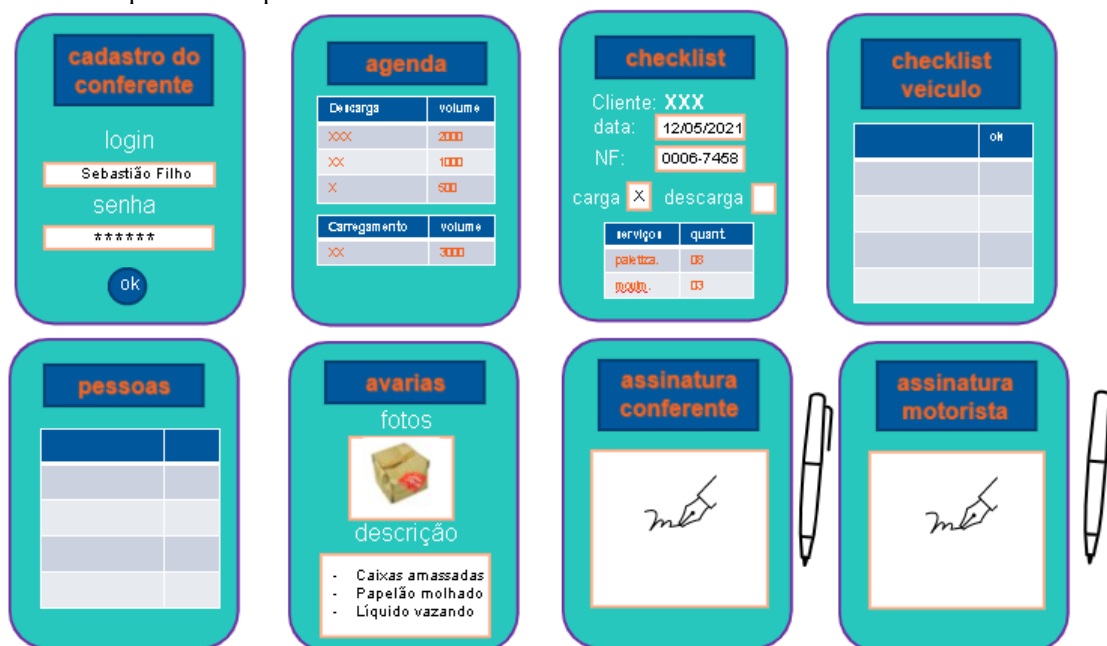 cadastro do
conferente
login
Sebastião Filho
senha
******
ok
agenda
Descarga volume
XXX 2000
XX 1000
X 500
Carregamento volume
XX 3000
checklist
Cliente: XXX
data: 12/05/2021
NF: 0006-7458
carga X descarga
serviços quant.
paletiza. 08
movim. 03
checklist
veiculo
ok
pessoas
avarias
fotos
descrição
- Caixas amassadas
- Papelão molhado
- Líquido vazando
assinatura
conferente
assinatura
motorista